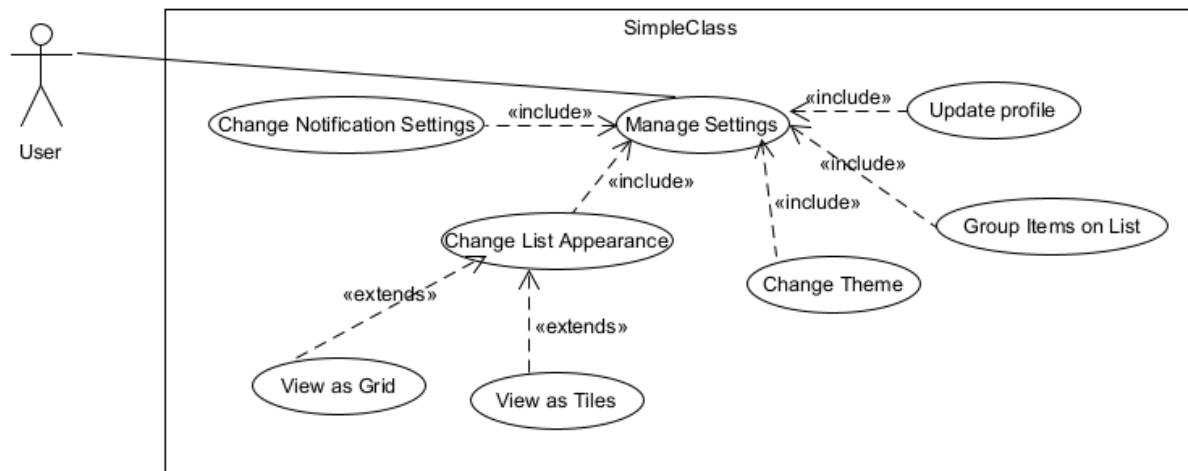 SimpleClass
User
«include»
Change Notification Settings
Manage Settings
«include»
Update profile
«include»
«include»
«include»
Group Items on List
Change List Appearance
Change Theme
«extends»
«extends»
View as Grid
View as Tiles